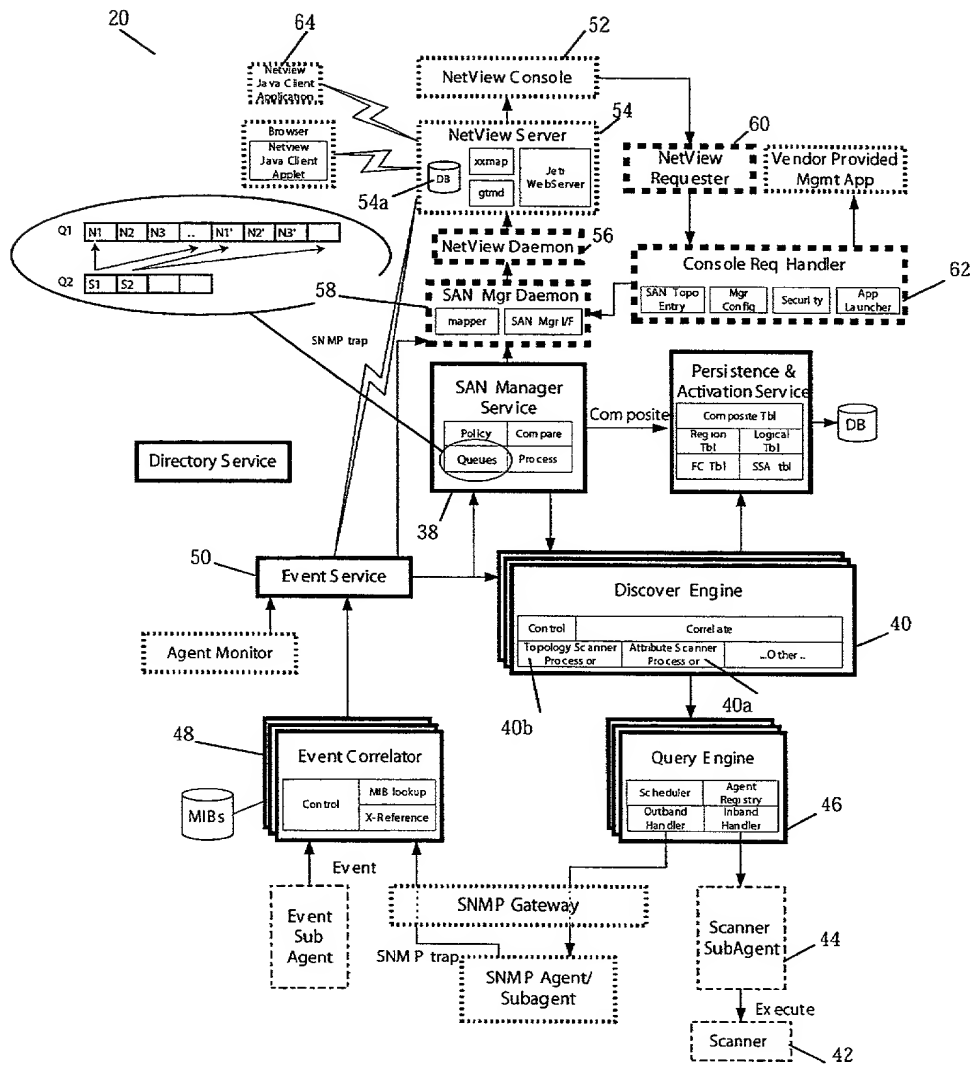 20
64
52
Netview
Java Client
Application
NetView Console
54
Browser
Netview
Java Client
Applet
NetView Server
DB
xxmap
gtmd
Jeti
WebServer
54a
60
NetView
Requester
Vendor Provided
Mgmt App
Q1
N1
N2
N3
..
N1'
N2'
N3'
Q2
S1
S2
NetView Daemon
56
Console Req Handler
62
SAN Topo
Entry
Mgr
Config
Security
App
Launcher
58
SAN Mgr Daemon
mapper
SAN Mgr I/F
SNMP trap
SAN Manager
Service
Policy
Compare
Queues
Process
Composite
Persistence &
Activation Service
Composite Tbl
Region
Tbl
Logical
Tbl
FC Tbl
SSA tbl
DB
Directory Service
38
50
Event Service
Discover Engine
Control
Correlate
Topology Scanner
Processor
Attribute Scanner
Processor
...Other ..
40
Agent Monitor
40b
40a
48
Event Correlator
Control
MIB lookup
X-Reference
MIBs
Query Engine
Scheduler
Agent
Registry
Outband
Handler
Inband
Handler
46
Event
Event
Sub
Agent
SNMP Gateway
SNMP trap
SNMP Agent/
Subagent
Scanner
SubAgent
44
Execute
Scanner
42